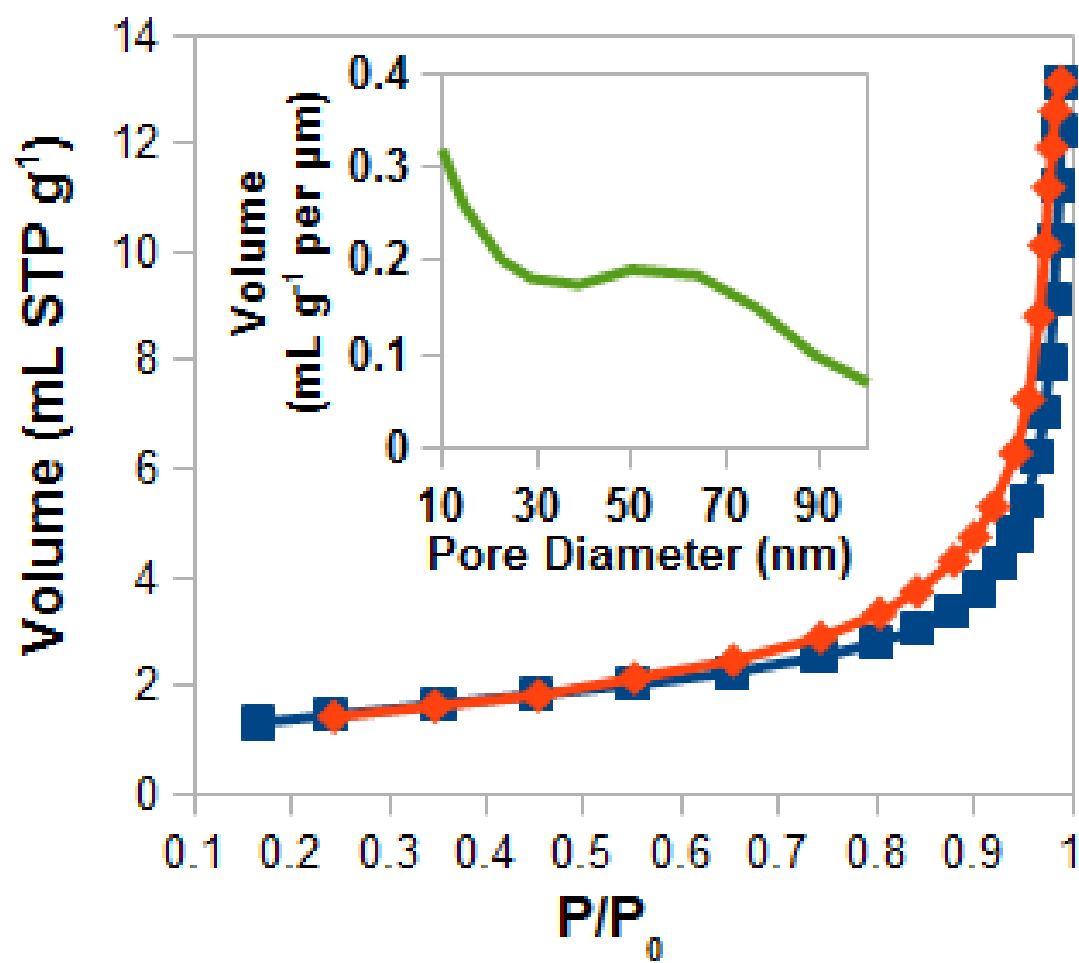 14
12
10
8
6
4
2
0
Volume (mL STP g⁻¹)
0.1 0.2 0.3 0.4 0.5 0.6 0.7 0.8 0.9 1
P/P₀
0.4
0.3
0.2
0.1
0
Volume
(mL g⁻¹ per µm)
10 30 50 70 90
Pore Diameter (nm)